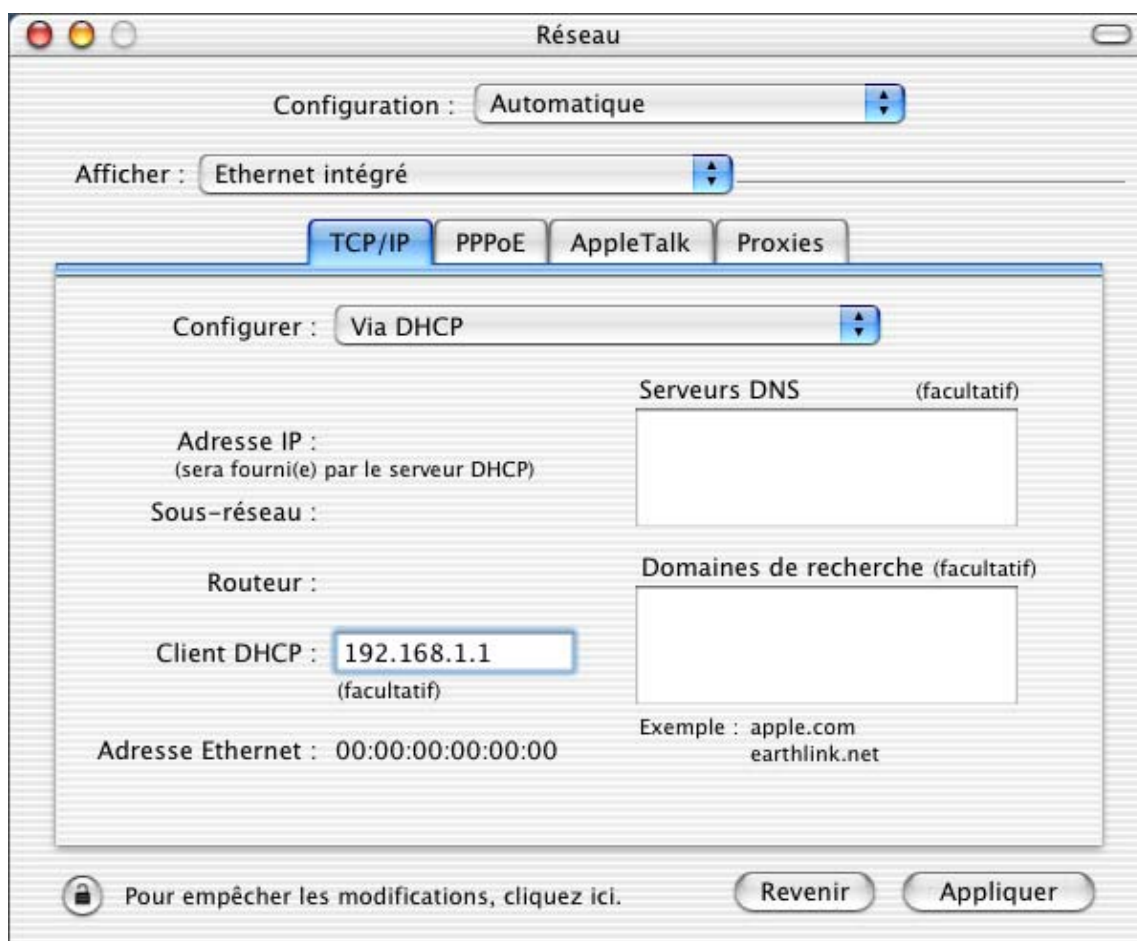 Réseau
Configuration : Automatique
Afficher : Ethernet intégré
TCP/IP PPPoE AppleTalk Proxies
Configurer : Via DHCP
Serveurs DNS (facultatif)
Adresse IP :
(sera fourni(e) par le serveur DHCP)
Sous-réseau :
Domaines de recherche (facultatif)
Routeur :
Client DHCP : 192.168.1.1
(facultatif)
Exemple : apple.com
earthlink.net
Adresse Ethernet : 00:00:00:00:00:00
Pour empêcher les modifications, cliquez ici. Revenir Appliquer